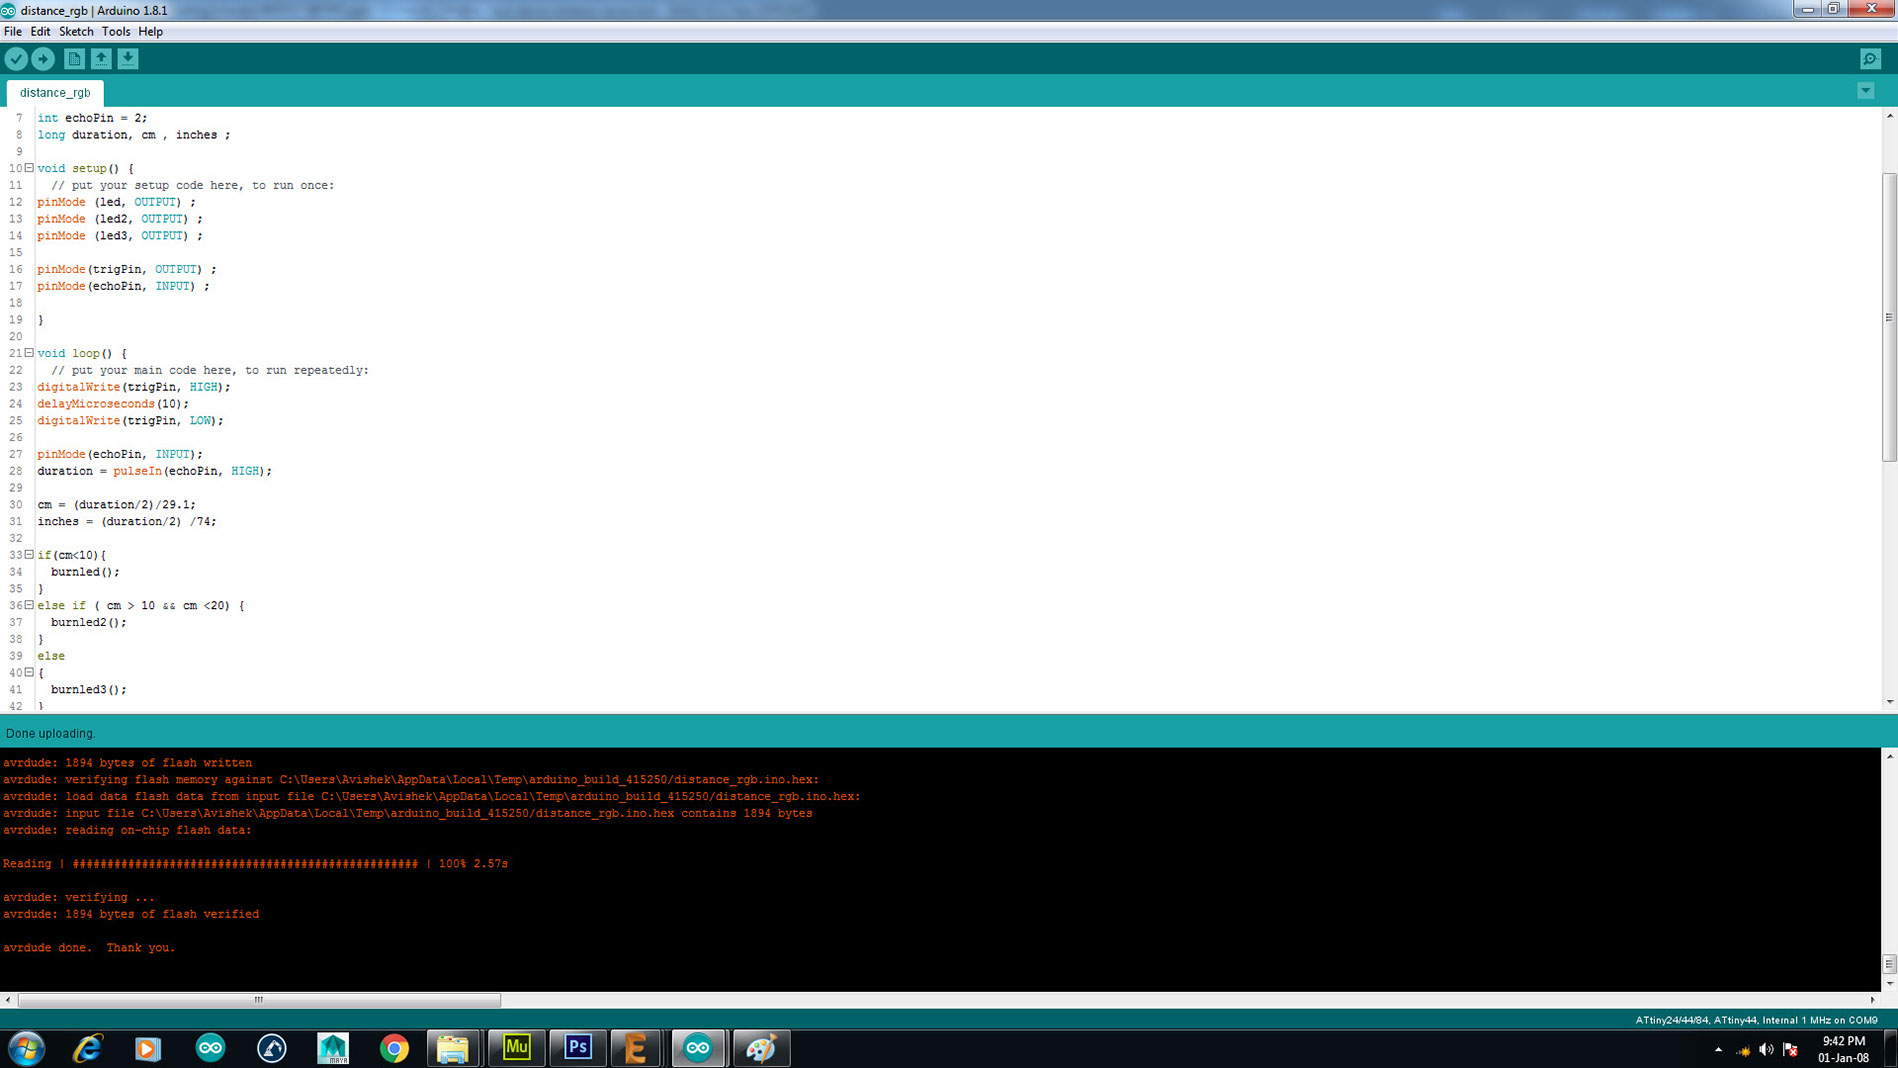 distance_rgb | Arduino 1.8.1
File Edit Sketch Tools Help
distance_rgb
7 int echoPin = 2;
8 long duration, cm , inches ;
9
10 void setup() {
11 // put your setup code here, to run once:
12 pinMode (led, OUTPUT) ;
13 pinMode (led2, OUTPUT) ;
14 pinMode (led3, OUTPUT) ;
15
16 pinMode(trigPin, OUTPUT) ;
17 pinMode(echoPin, INPUT) ;
18
19 }
20
21 void loop() {
22 // put your main code here, to run repeatedly:
23 digitalWrite(trigPin, HIGH);
24 delayMicroseconds(10);
25 digitalWrite(trigPin, LOW);
26
27 pinMode(echoPin, INPUT);
28 duration = pulseIn(echoPin, HIGH);
29
30 cm = (duration/2)/29.1;
31 inches = (duration/2) /74;
32
33 if(cm<10){
34 burnled();
35 }
36 else if ( cm > 10 && cm <20) {
37 burnled2();
38 }
39 else
40 {
41 burnled3();
42 }
Done uploading.
avrdude: 1894 bytes of flash written
avrdude: verifying flash memory against C:\Users\Avishek\AppData\Local\Temp\arduino_build_415250/distance_rgb.ino.hex:
avrdude: load data flash data from input file C:\Users\Avishek\AppData\Local\Temp\arduino_build_415250/distance_rgb.ino.hex:
avrdude: input file C:\Users\Avishek\AppData\Local\Temp\arduino_build_415250/distance_rgb.ino.hex contains 1894 bytes
avrdude: reading on-chip flash data:
Reading | ################################################## | 100% 2.57s
avrdude: verifying ...
avrdude: 1894 bytes of flash verified
avrdude done.  Thank you.
ATtiny24/44/84, ATtiny44, Internal 1 MHz on COM9
MAYA
Mu
Ps
9:42 PM
01-Jan-08